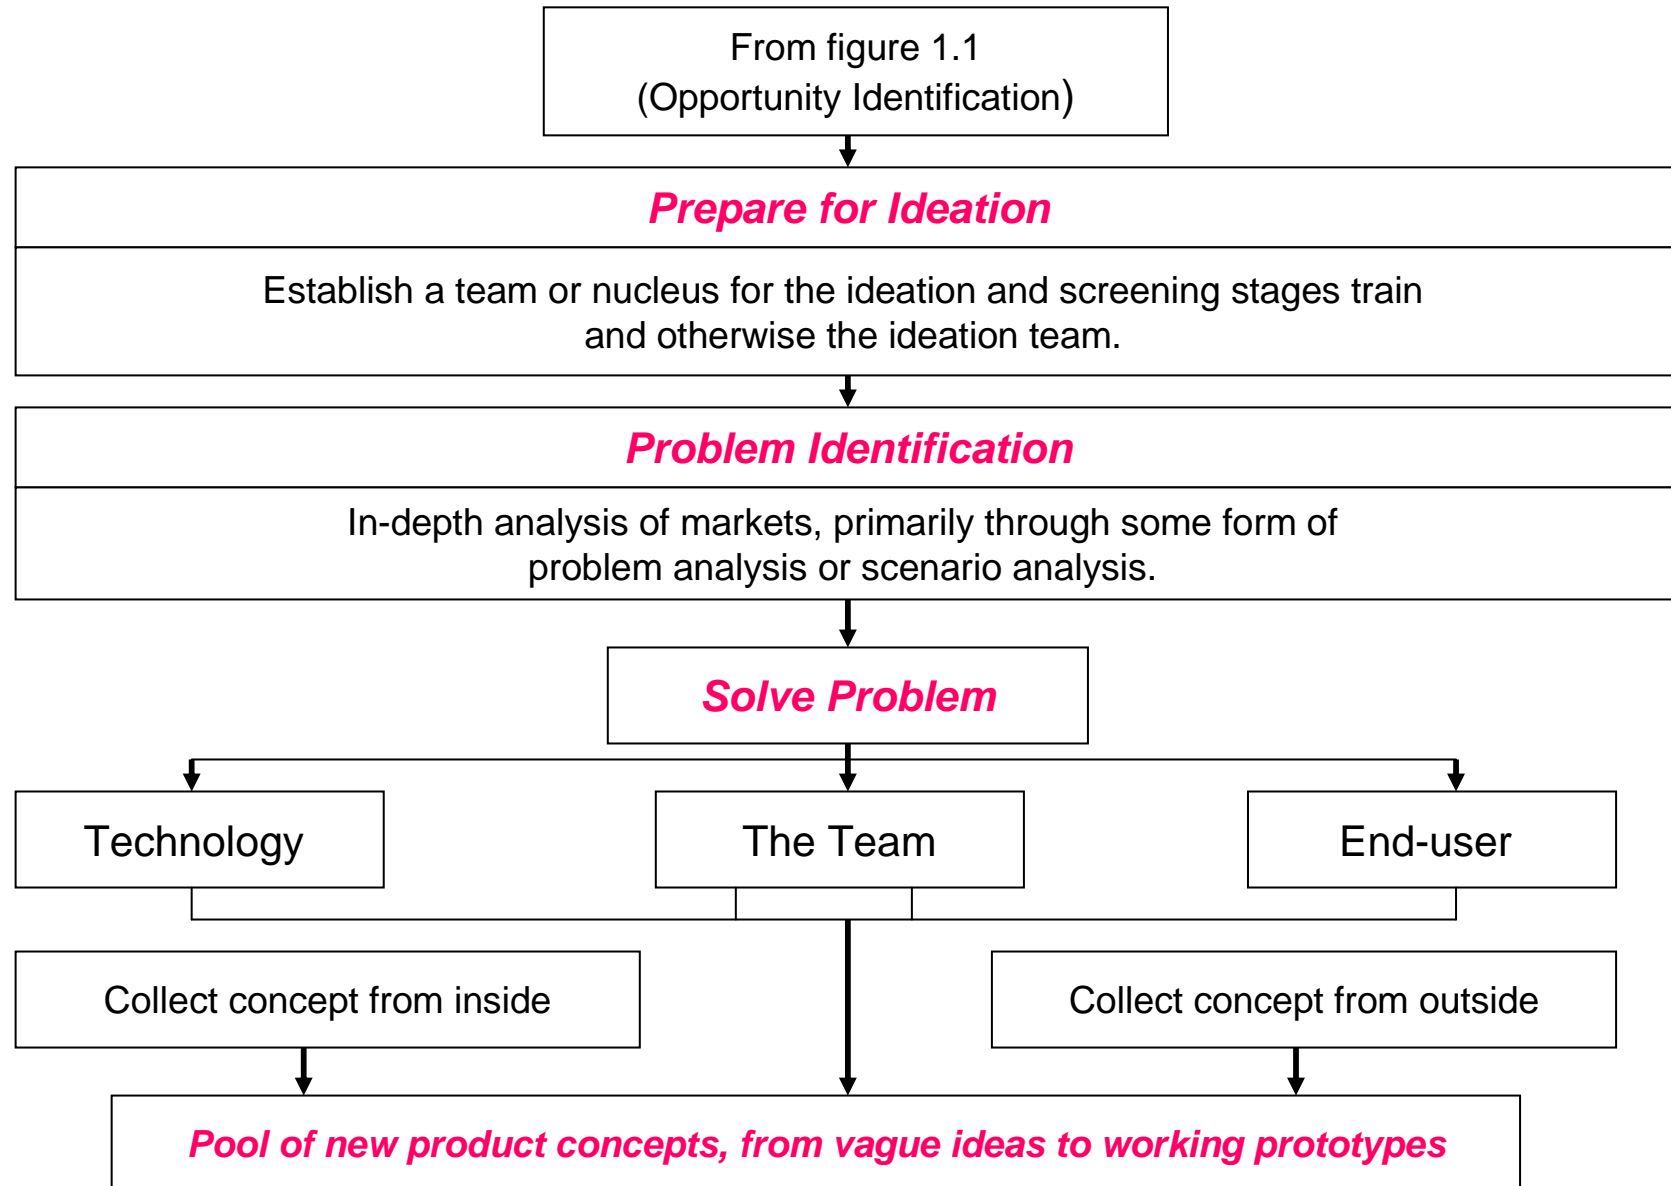 From figure 1.1
(Opportunity Identification)
Prepare for Ideation
Establish a team or nucleus for the ideation and screening stages train
and otherwise the ideation team.
Problem Identification
In-depth analysis of markets, primarily through some form of
problem analysis or scenario analysis.
Solve Problem
Technology
The Team
End-user
Collect concept from inside
Collect concept from outside
Pool of new product concepts, from vague ideas to working prototypes